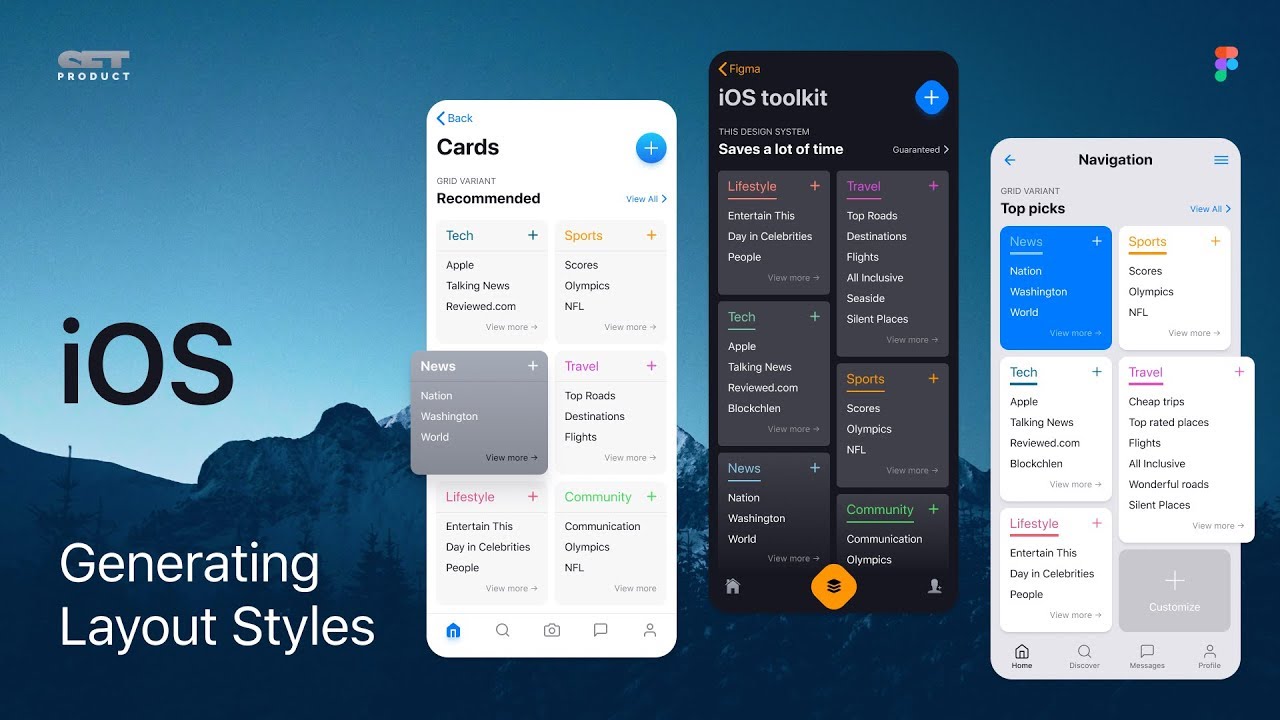 SET
PRODUCT
iOS
Generating
Layout Styles
Back
Cards
GRID VARIANT
Recommended
View All
Tech
Apple
Talking News
Reviewed.com
View more →
Sports
Scores
Olympics
NFL
View more →
News
Nation
Washington
World
View more →
Travel
Top Roads
Destinations
Flights
View more →
Lifestyle
Entertain This
Day in Celebrities
People
View more →
Community
Communication
Olympics
NFL
View more
Figma
iOS toolkit
THIS DESIGN SYSTEM
Saves a lot of time
Guaranteed
Lifestyle
Entertain This
Day in Celebrities
People
View more →
Travel
Top Roads
Destinations
Flights
All Inclusive
Seaside
Silent Places
View more →
Tech
Apple
Talking News
Reviewed.com
Blockchlen
View more →
Sports
Scores
Olympics
NFL
View more →
News
Nation
Washington
World
View more →
Community
Communication
Olympics
Navigation
GRID VARIANT
Top picks
View All
News
Nation
Washington
World
View more →
Sports
Scores
Olympics
NFL
View more →
Tech
Apple
Talking News
Reviewed.com
Blockchlen
View more →
Travel
Cheap trips
Top rated places
Flights
All Inclusive
Wonderful roads
Silent Places
View more →
Lifestyle
Entertain This
Day in Celebrities
People
View more →
Customize
Home
Discover
Messages
Profile